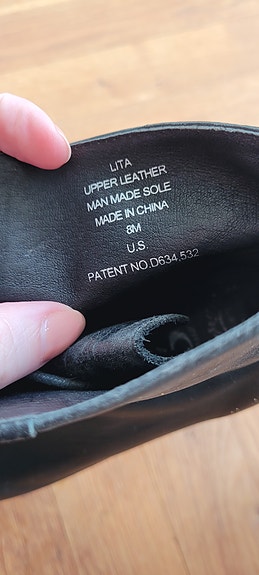 LITA
UPPER LEATHER
MAN MADE SOLE
MADE IN CHINA
8M
U.S.
PATENT NO.D634,532